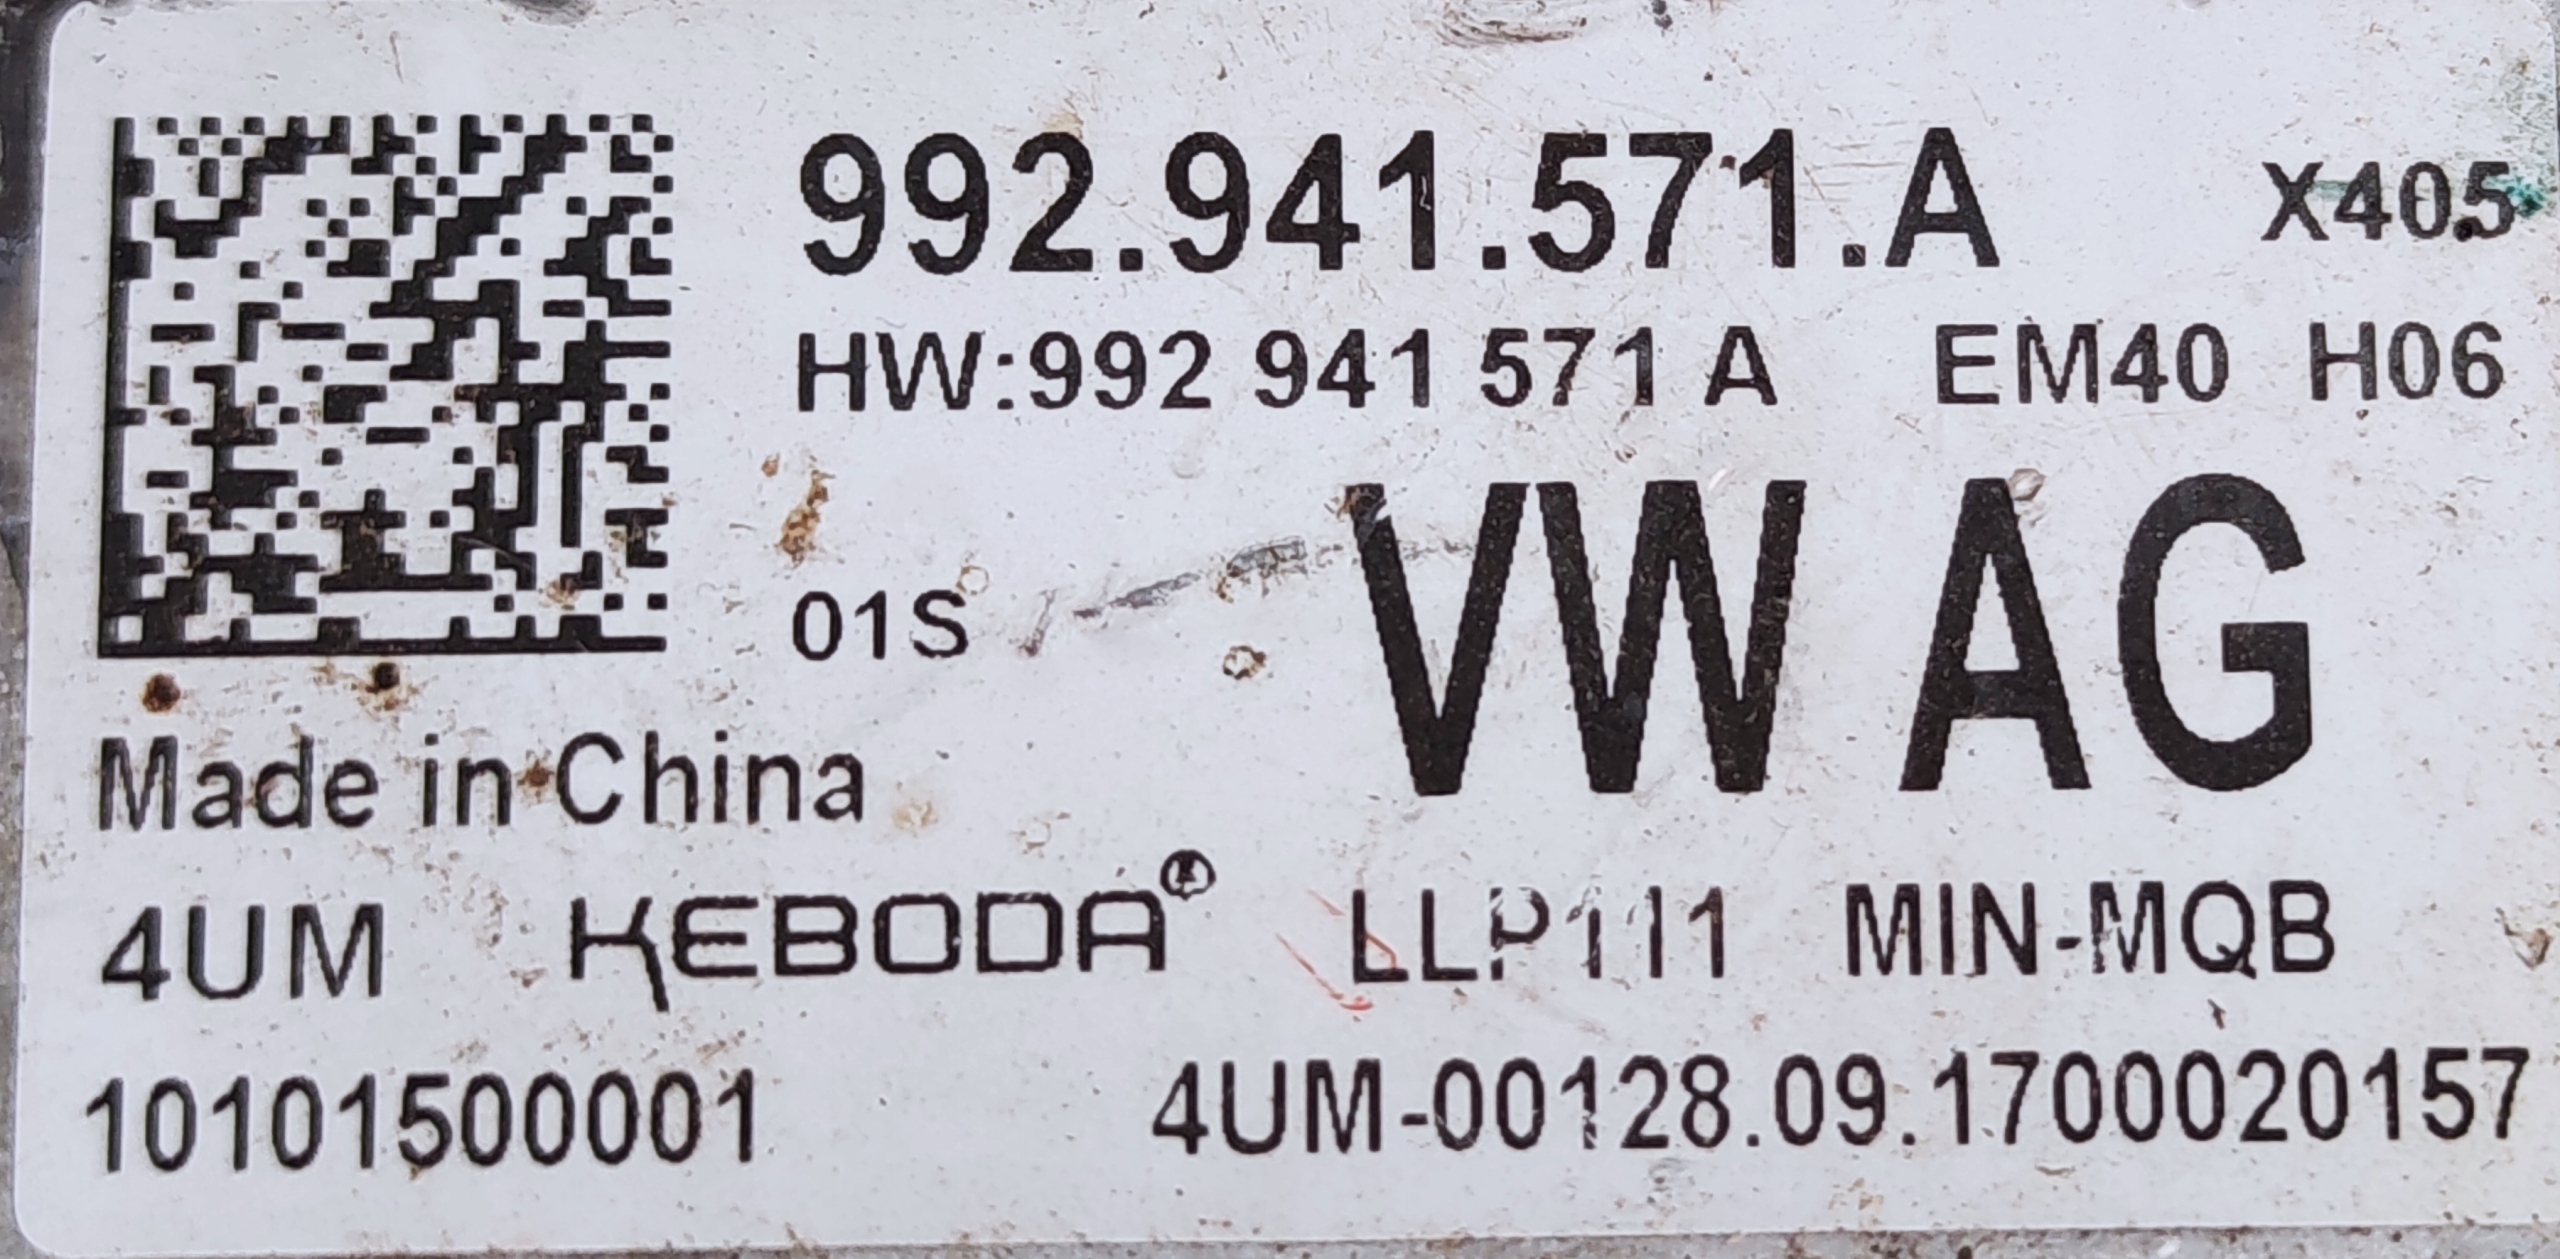 992.941.571.A X405
HW:992 941 571 A EM40 H06
VW AG
01S
Made in China
4UM KEBODA® LLP111 MIN-MQB
10101500001 4UM-00128.09.1700020157